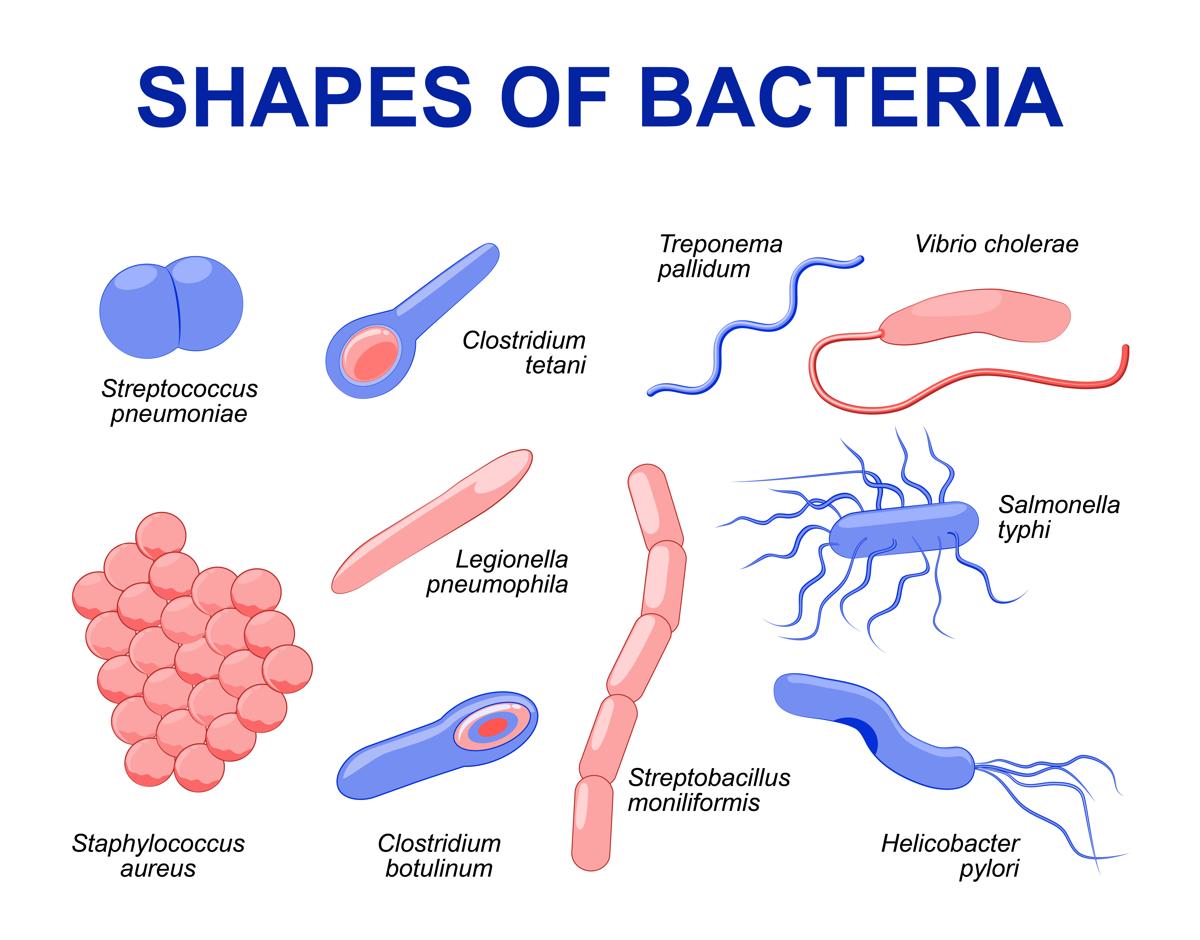 SHAPES OF BACTERIA
Treponema
pallidum
Vibrio cholerae
Clostridium
tetani
Streptococcus
pneumoniae
Salmonella
typhi
Legionella
pneumophila
Streptobacillus
moniliformis
Staphylococcus
aureus
Clostridium
botulinum
Helicobacter
pylori